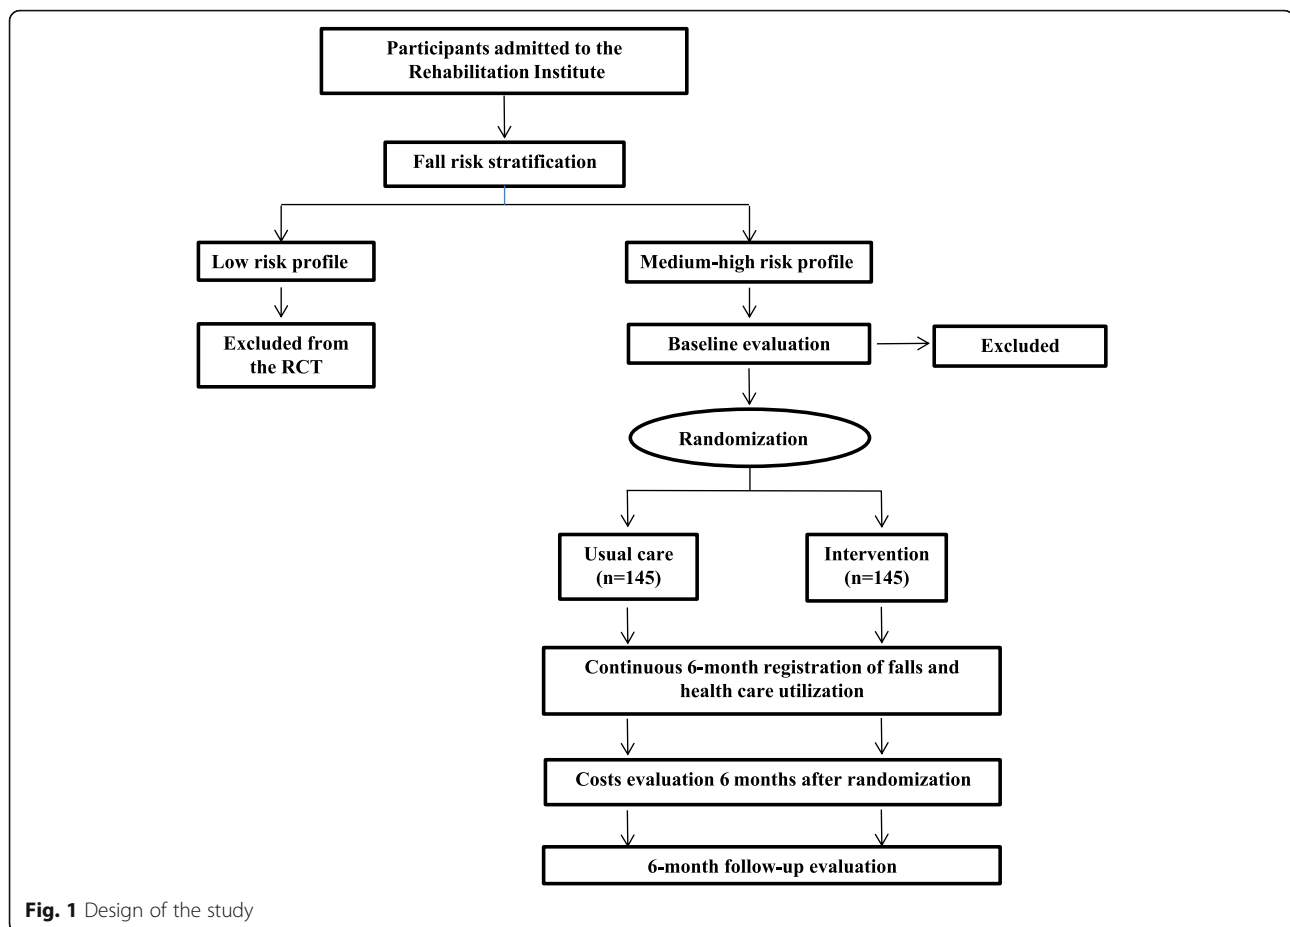 Participants admitted to the
Rehabilitation Institute
Fall risk stratification
Low risk profile
Medium-high risk profile
Excluded from
the RCT
Baseline evaluation
Excluded
Randomization
Usual care
(n=145)
Intervention
(n=145)
Continuous 6-month registration of falls and
health care utilization
Costs evaluation 6 months after randomization
6-month follow-up evaluation
Fig. 1 Design of the study